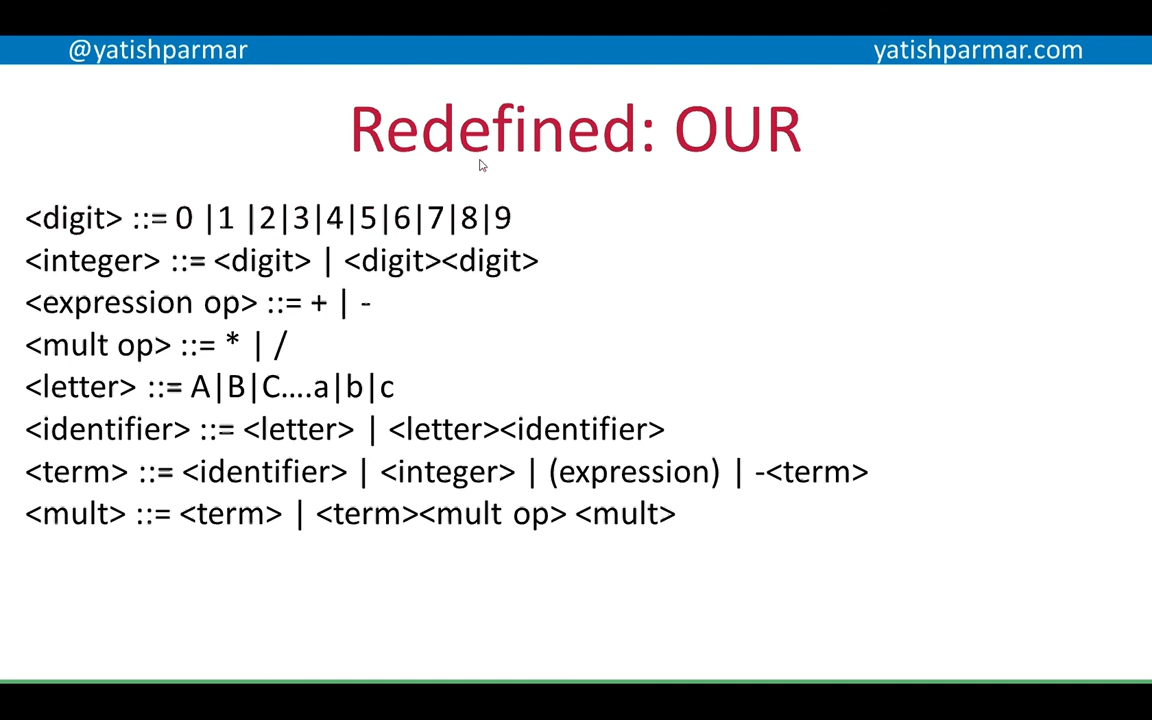 @yatishparmar yatishparmar.com
Redefined: OUR
<digit> ::= 0 |1 |2|3|4|5|6|7|8|9
<integer> ::= <digit> | <digit><digit>
<expression op> ::= + | -
<mult op> ::= * | /
<letter> ::= A|B|C....a|b|c
<identifier> ::= <letter> | <letter><identifier>
<term> ::= <identifier> | <integer> | (expression) | -<term>
<mult> ::= <term> | <term><mult op> <mult>